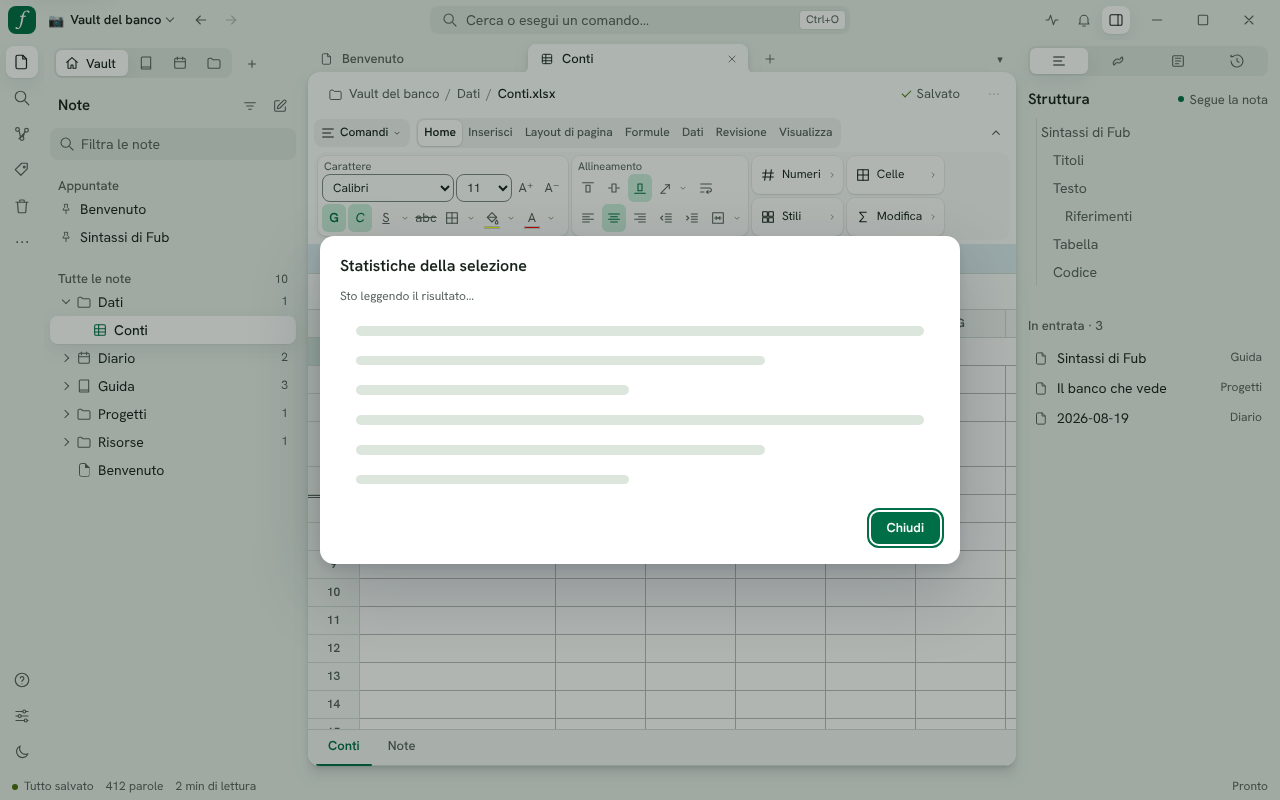 Vault del banco
Cerca o esegui un comando...
Ctrl+O
Vault
Benvenuto
Conti
Note
Vault del banco / Dati / Conti.xlsx
Salvato
Struttura
Segue la nota
Filtra le note
Comandi
Home
Inserisci
Layout di pagina
Formule
Dati
Revisione
Visualizza
Sintassi di Fub
Titoli
Testo
Riferimenti
Tabella
Codice
Carattere
Calibri
11
A+
A−
G
C
S
abc
A
Allineamento
Numeri
Celle
Stili
Modifica
Appuntate
Benvenuto
Sintassi di Fub
Tutte le note 10
Dati 1
Conti
Diario 2
Guida 3
Progetti 1
Risorse 1
Benvenuto
Statistiche della selezione
Sto leggendo il risultato...
Chiudi
In entrata · 3
Sintassi di Fub Guida
Il banco che vede Progetti
2026-08-19 Diario
10
11
12
13
14
Conti
Note
Tutto salvato
412 parole
2 min di lettura
Pronto